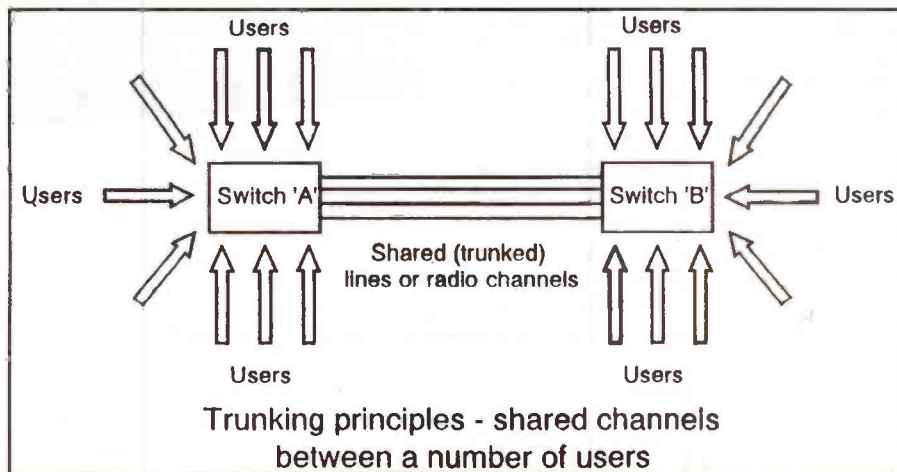 Users
Users
Users
Switch 'A'
Switch 'B'
Users
Shared (trunked)
lines or radio channels
Users
Users
Trunking principles - shared channels
between a number of users